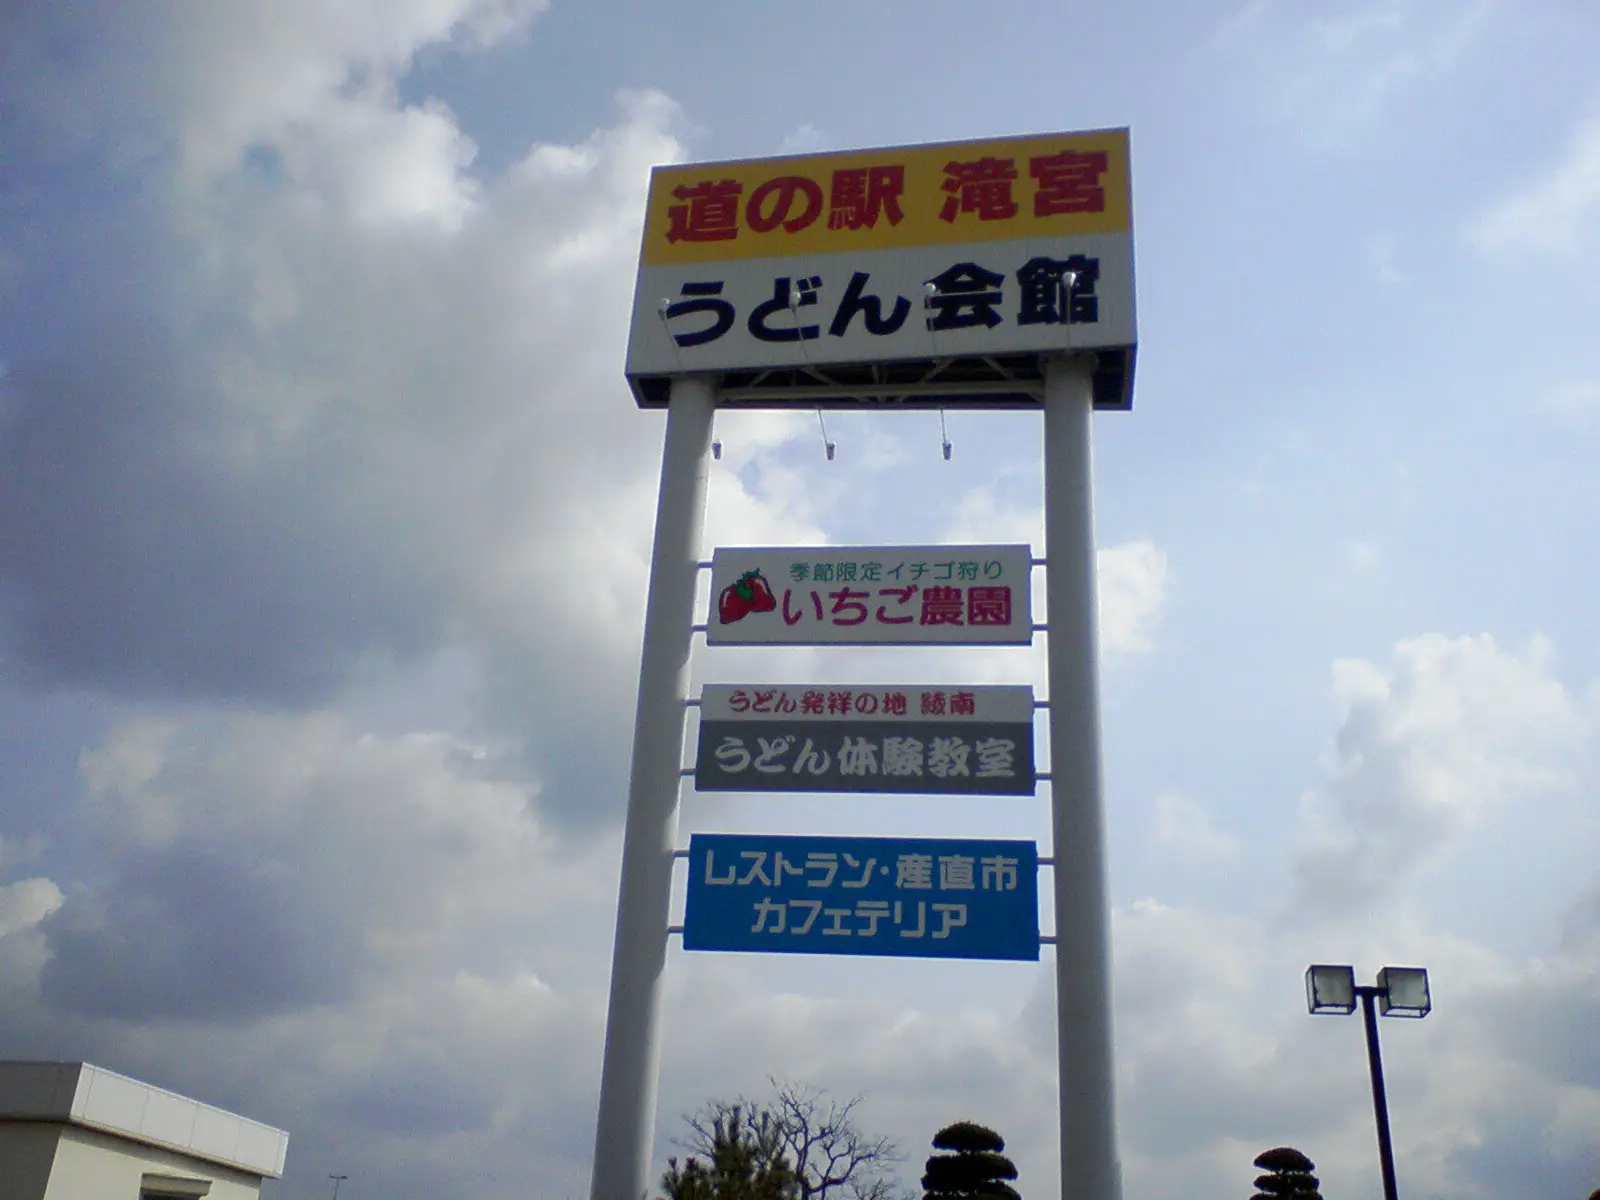 道の駅 滝宮
うどん会館
季節限定イチゴ狩り
いちご農園
うどん発祥の地 綾南
うどん体験教室
レストラン・産直市
カフェテリア